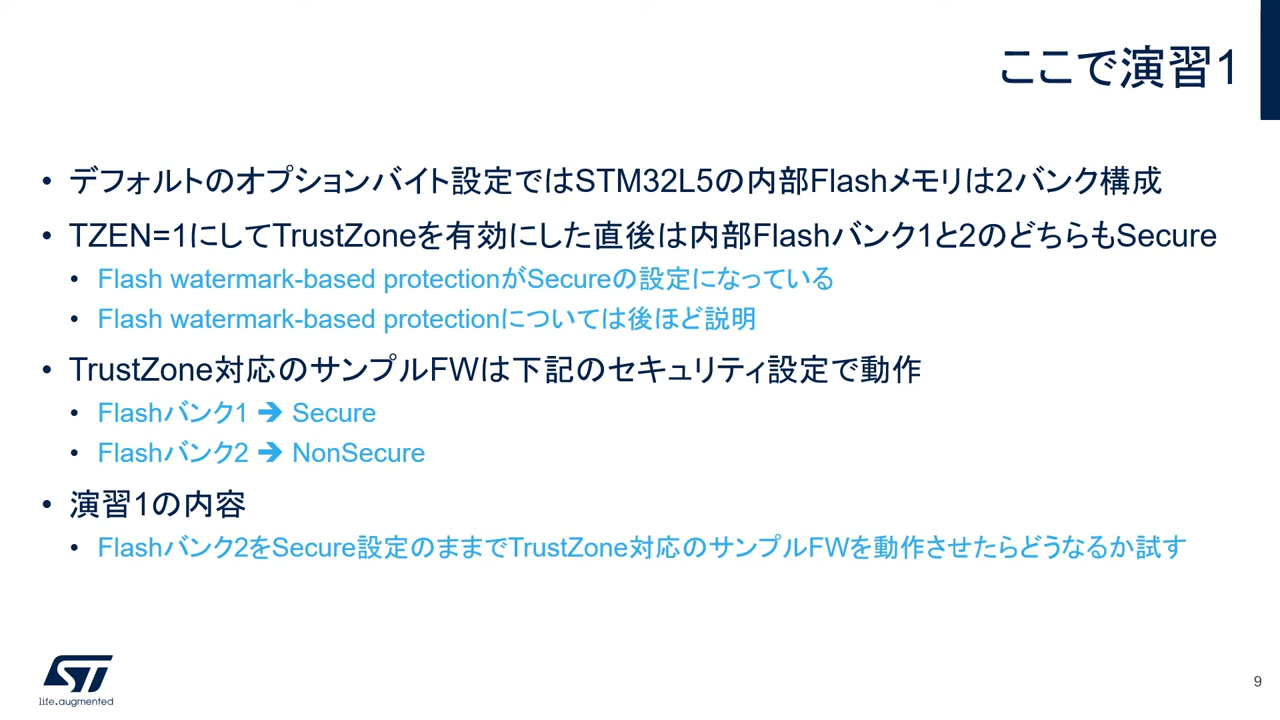 ここで演習1
• デフォルトのオプションバイト設定ではSTM32L5の内部Flashメモリは2バンク構成
• TZEN=1にしてTrustZoneを有効にした直後は内部Flashバンク1と2のどちらもSecure
• Flash watermark-based protectionがSecureの設定になっている
• Flash watermark-based protectionについては後ほど説明
• TrustZone対応のサンプルFWは下記のセキュリティ設定で動作
• Flashバンク1 ➔ Secure
• Flashバンク2 ➔ NonSecure
• 演習1の内容
• Flashバンク2をSecure設定のままでTrustZone対応のサンプルFWを動作させたらどうなるか試す
ST
life.augmented
9